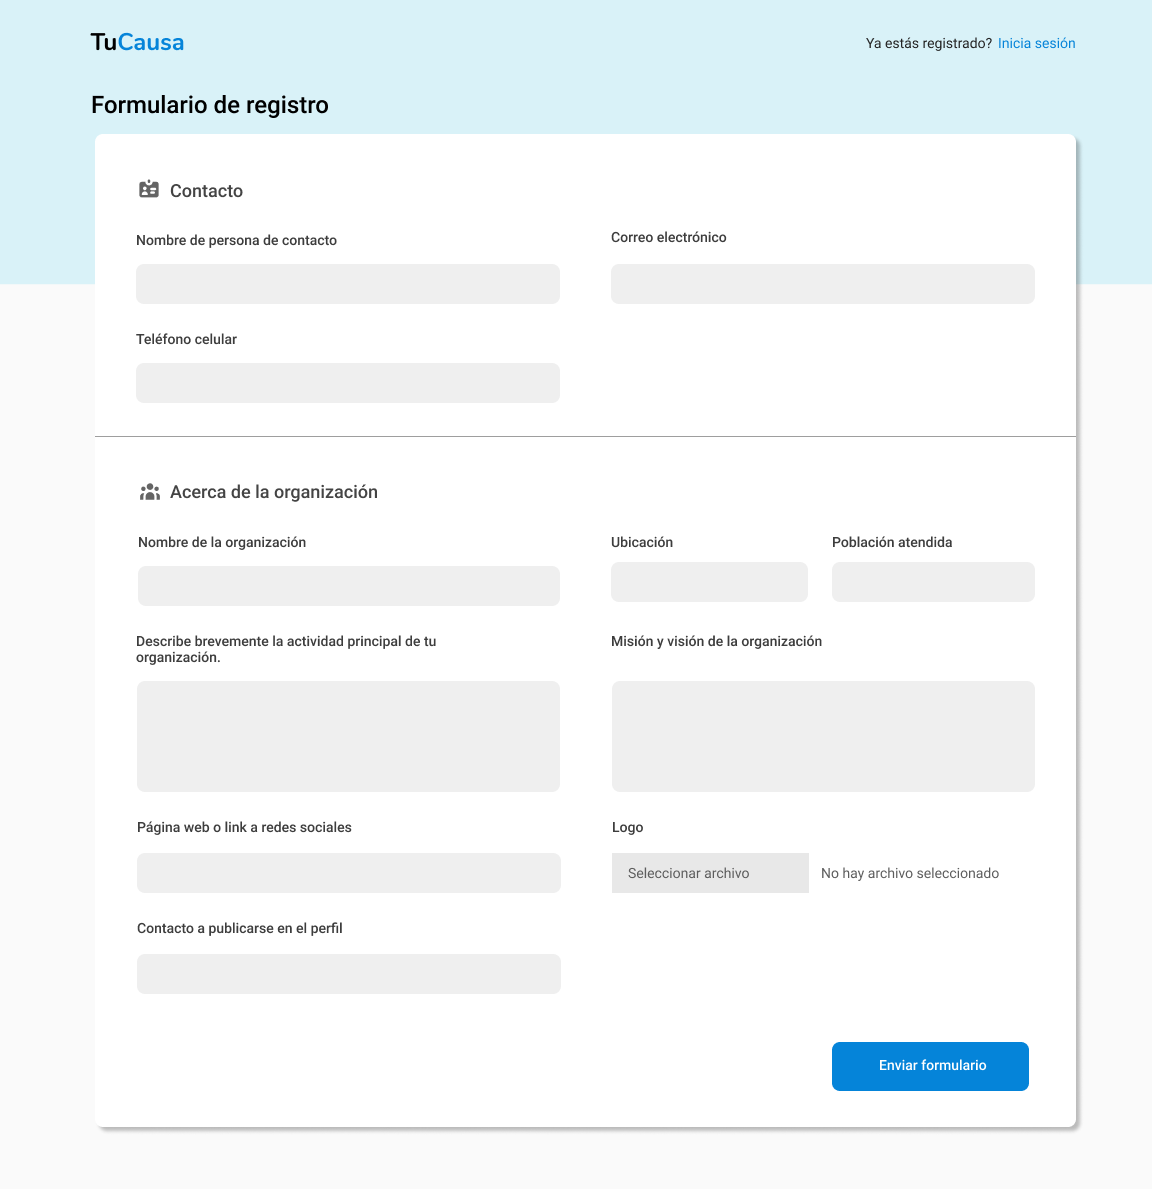 TuCausa
Ya estás registrado? Inicia sesión
Formulario de registro
Contacto
Nombre de persona de contacto
Correo electrónico
Teléfono celular
Acerca de la organización
Nombre de la organización
Ubicación
Población atendida
Describe brevemente la actividad principal de tu
organización.
Misión y visión de la organización
Página web o link a redes sociales
Logo
Seleccionar archivo
No hay archivo seleccionado
Contacto a publicarse en el perfil
Enviar formulario